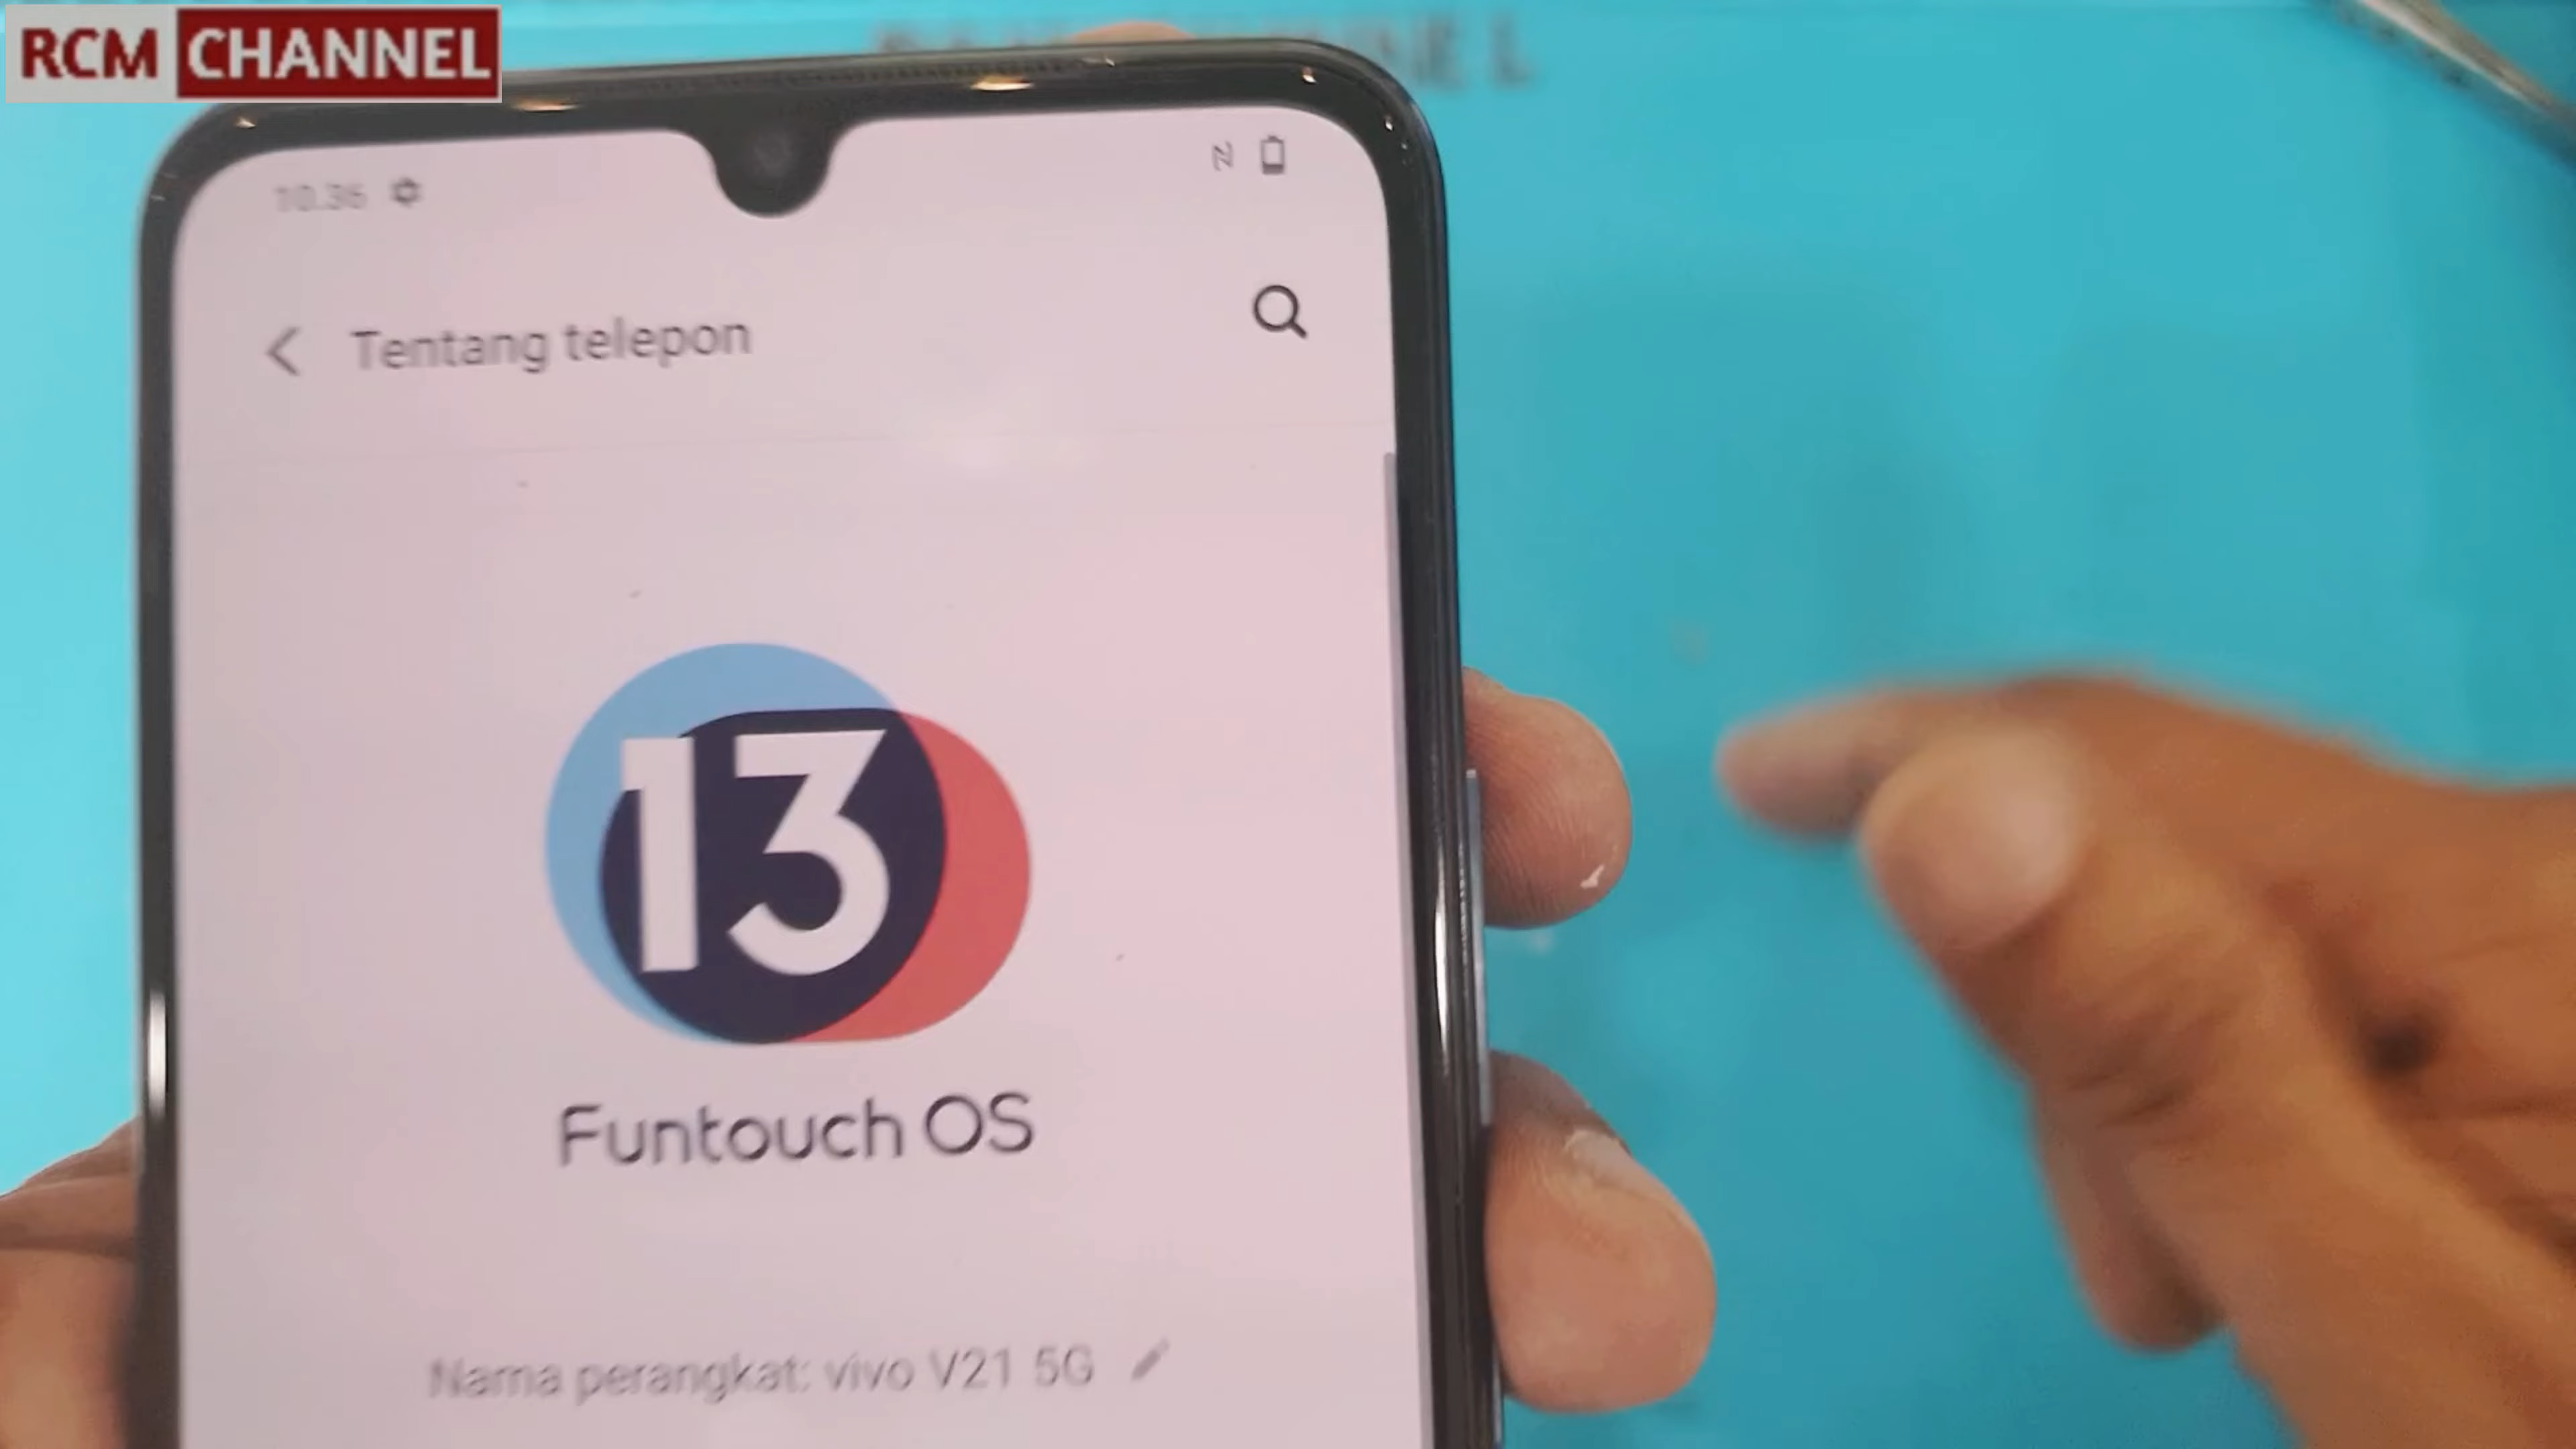 RCM CHANNEL
10.36
Tentang telepon
13
Funtouch OS
Nama perangkat: vivo V21 5G